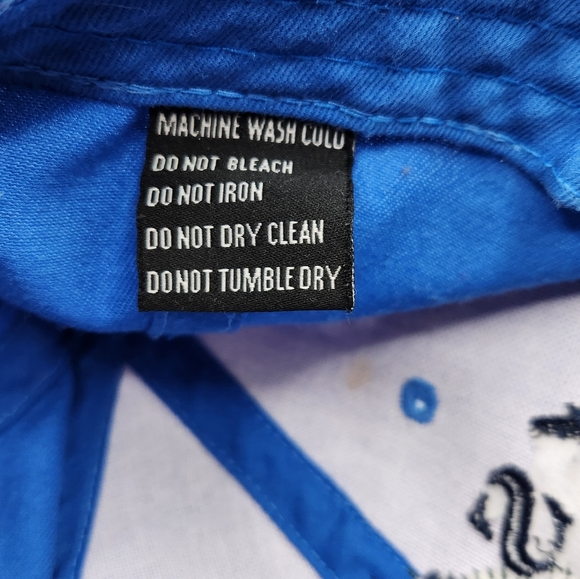 MACHINE WASH COLD
DO NOT BLEACH
DO NOT IRON
DO NOT DRY CLEAN
DO NOT TUMBLE DRY